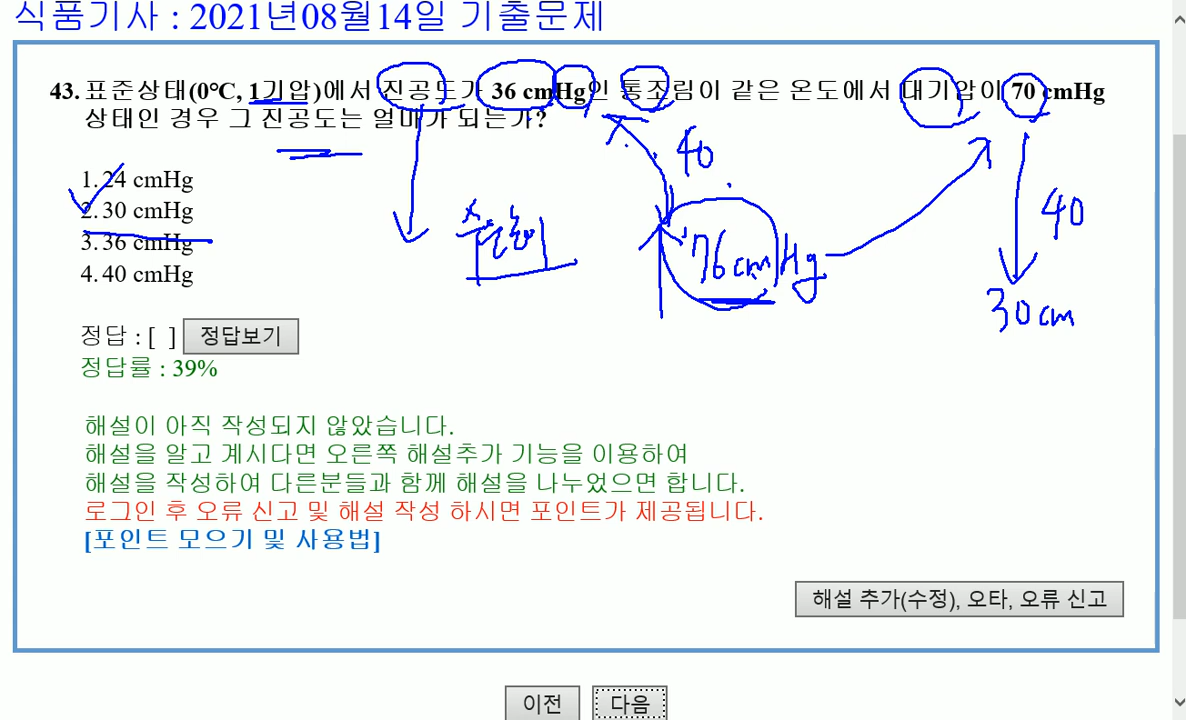 식품기사 : 2021년08월14일 기출문제
43. 표준상태(0℃, 1기압)에서 진공도가 36 cmHg인 통조림이 같은 온도에서 대기압이 70 cmHg
상태인 경우 그 진공도는 얼마가 되는가?
40
1. 24 cmHg
2. 30 cmHg
40
3. 36 cmHg
76cmHg
4. 40 cmHg
30cm
정답 : [ ] 정답보기
정답률 : 39%
해설이 아직 작성되지 않았습니다.
해설을 알고 계시다면 오른쪽 해설추가 기능을 이용하여
해설을 작성하여 다른분들과 함께 해설을 나누었으면 합니다.
로그인 후 오류 신고 및 해설 작성 하시면 포인트가 제공됩니다.
[포인트 모으기 및 사용법]
해설 추가(수정), 오타, 오류 신고
이전 다음